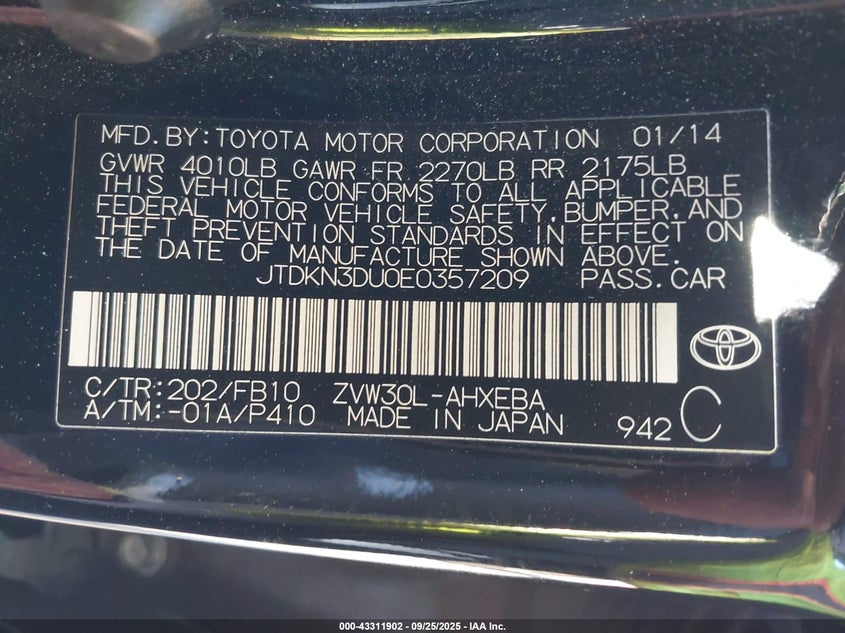 MFD.BY:TOYOTA MOTOR CORPORATION 01/14
GVWR 4010LB GAWR FR 2270LB RR 2175LB
THIS VEHICLE CONFORMS TO ALL APPLICABLE
FEDERAL MOTOR VEHICLE SAFETY,BUMPER,AND
THEFT PREVENTION STANDARDS IN EFFECT ON
THE DATE OF MANUFACTURE SHOWN ABOVE.
JTDKN3DU0E0357209 PASS.CAR
C/TR:202/FB10 ZVW30L-AHXEBA
A/TM:-01A/P410 MADE IN JAPAN 942 C
000-43311902 - 09/25/2025 - IAA Inc.